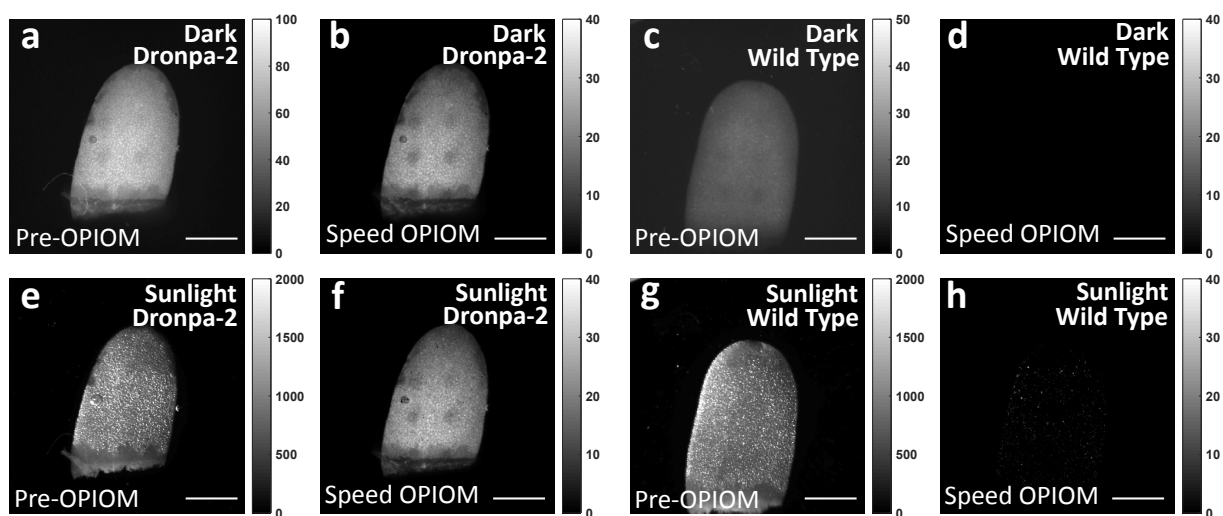 a
Dark
Dronpa-2
Pre-OPIOM
100
80
60
40
20
0
b
Dark
Dronpa-2
Speed OPIOM
40
30
20
10
0
c
Dark
Wild Type
Pre-OPIOM
50
40
30
20
10
0
d
Dark
Wild Type
Speed OPIOM
40
30
20
10
0
e
Sunlight
Dronpa-2
Pre-OPIOM
2000
1500
1000
500
0
f
Sunlight
Dronpa-2
Speed OPIOM
40
30
20
10
0
g
Sunlight
Wild Type
Pre-OPIOM
2000
1500
1000
500
0
h
Sunlight
Wild Type
Speed OPIOM
40
30
20
10
0